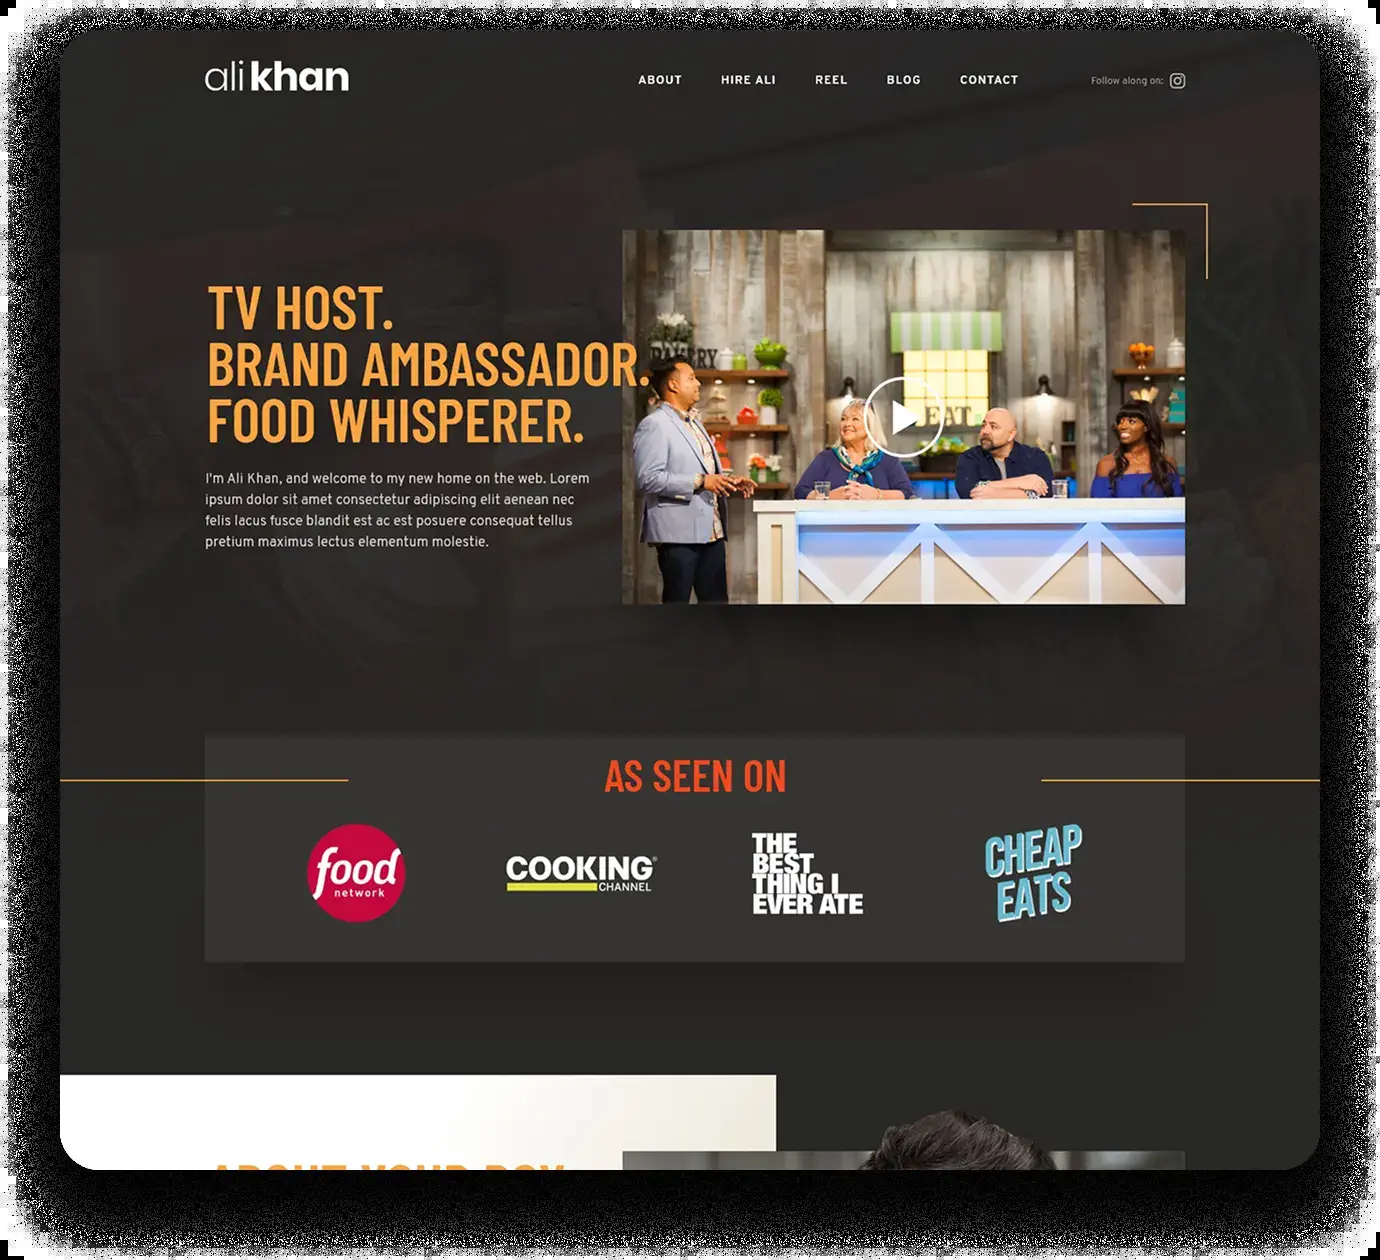 ali khan
ABOUT HIRE ALI REEL BLOG CONTACT Follow along on:
TV HOST.
BRAND AMBASSADOR.
FOOD WHISPERER.
I'm Ali Khan, and welcome to my new home on the web. Lorem
ipsum dolor sit amet consectetur adipiscing elit aenean nec
felis lacus fusce blandit est ac est posuere consequat tellus
pretium maximus lectus elementum molestie.
BAKERY
EAT
AS SEEN ON
food
network
COOKING
CHANNEL
THE
BEST
THING I
EVER ATE
CHEAP
EATS
ABOUT YOUR BOY